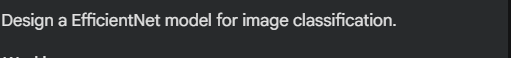 Design a EfficientNet model for image classification.